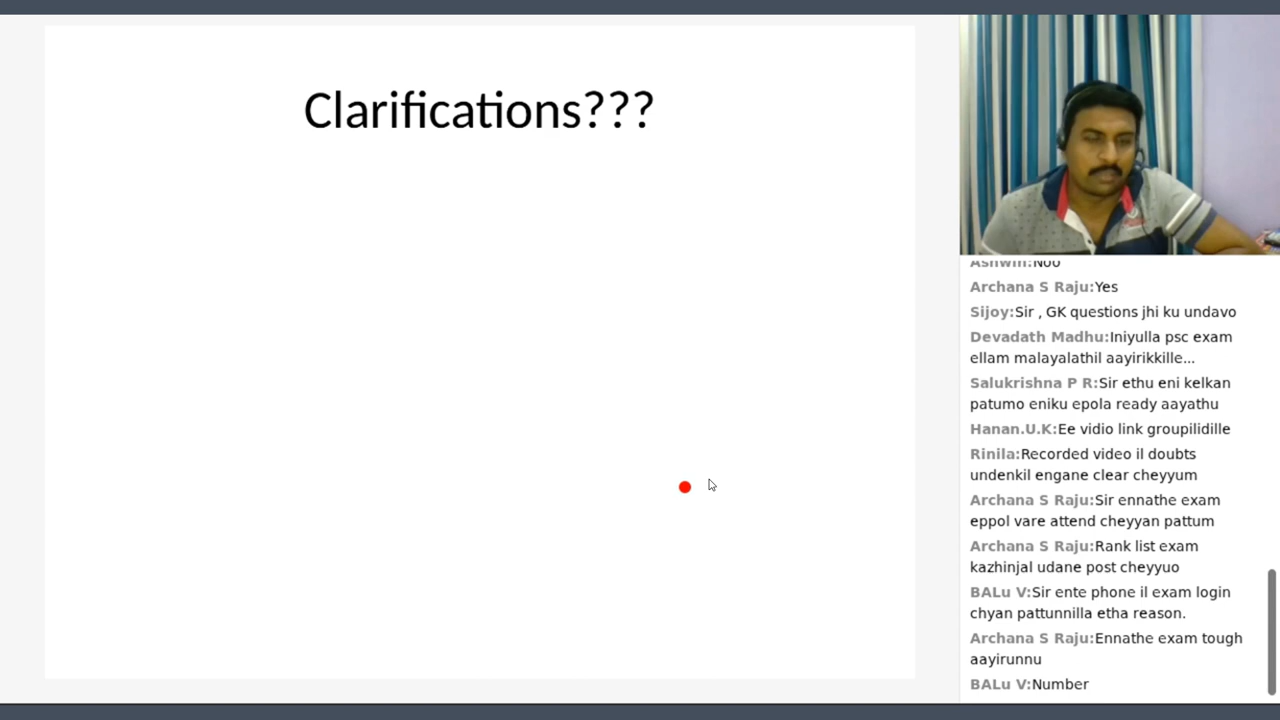 Clarifications???
Ashwin:Noo
Archana S Raju:Yes
Sijoy:Sir , GK questions jhi ku undavo
Devadath Madhu:Iniyulla psc exam
ellam malayalathil aayirikkille...
Salukrishna P R:Sir ethu eni kelkan
patumo eniku epola ready aayathu
Hanan.U.K:Ee vidio link groupilidille
Rinila:Recorded video il doubts
undenkil engane clear cheyyum
Archana S Raju:Sir ennathe exam
eppol vare attend cheyyan pattum
Archana S Raju:Rank list exam
kazhinjal udane post cheyyuo
BALu V:Sir ente phone il exam login
chyan pattunnilla etha reason.
Archana S Raju:Ennathe exam tough
aayirunnu
BALu V:Number